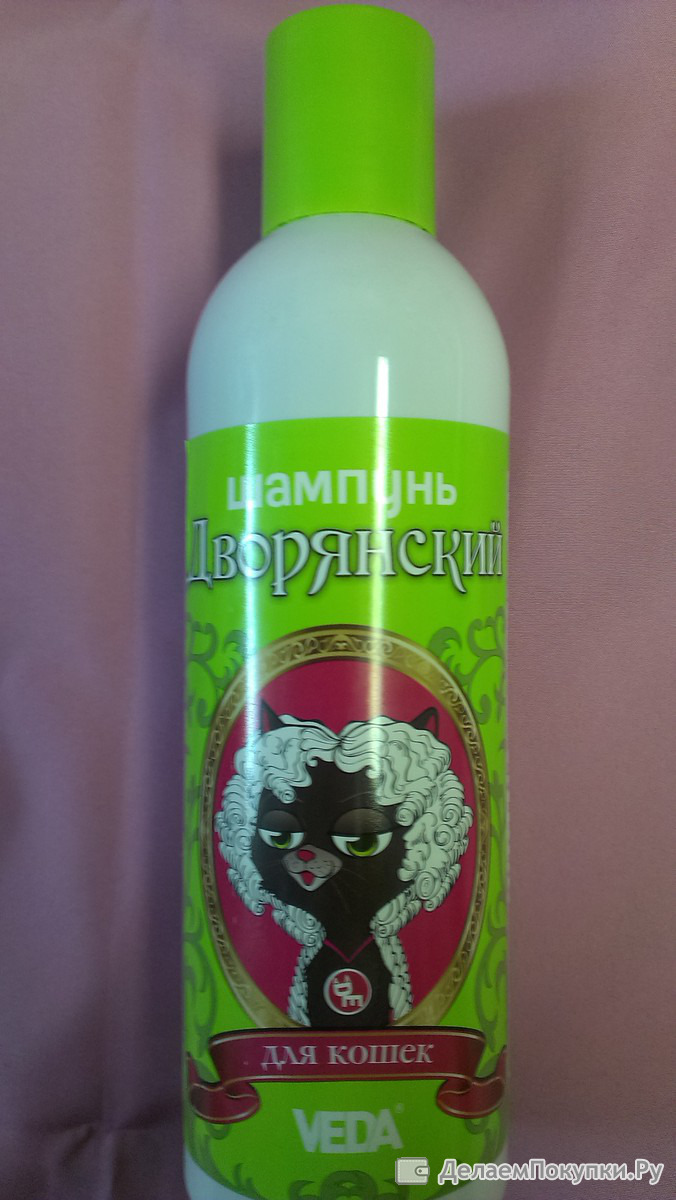 шампунь
Дворянский
для кошек
VEDA®
ДелаемПокупки.Ру